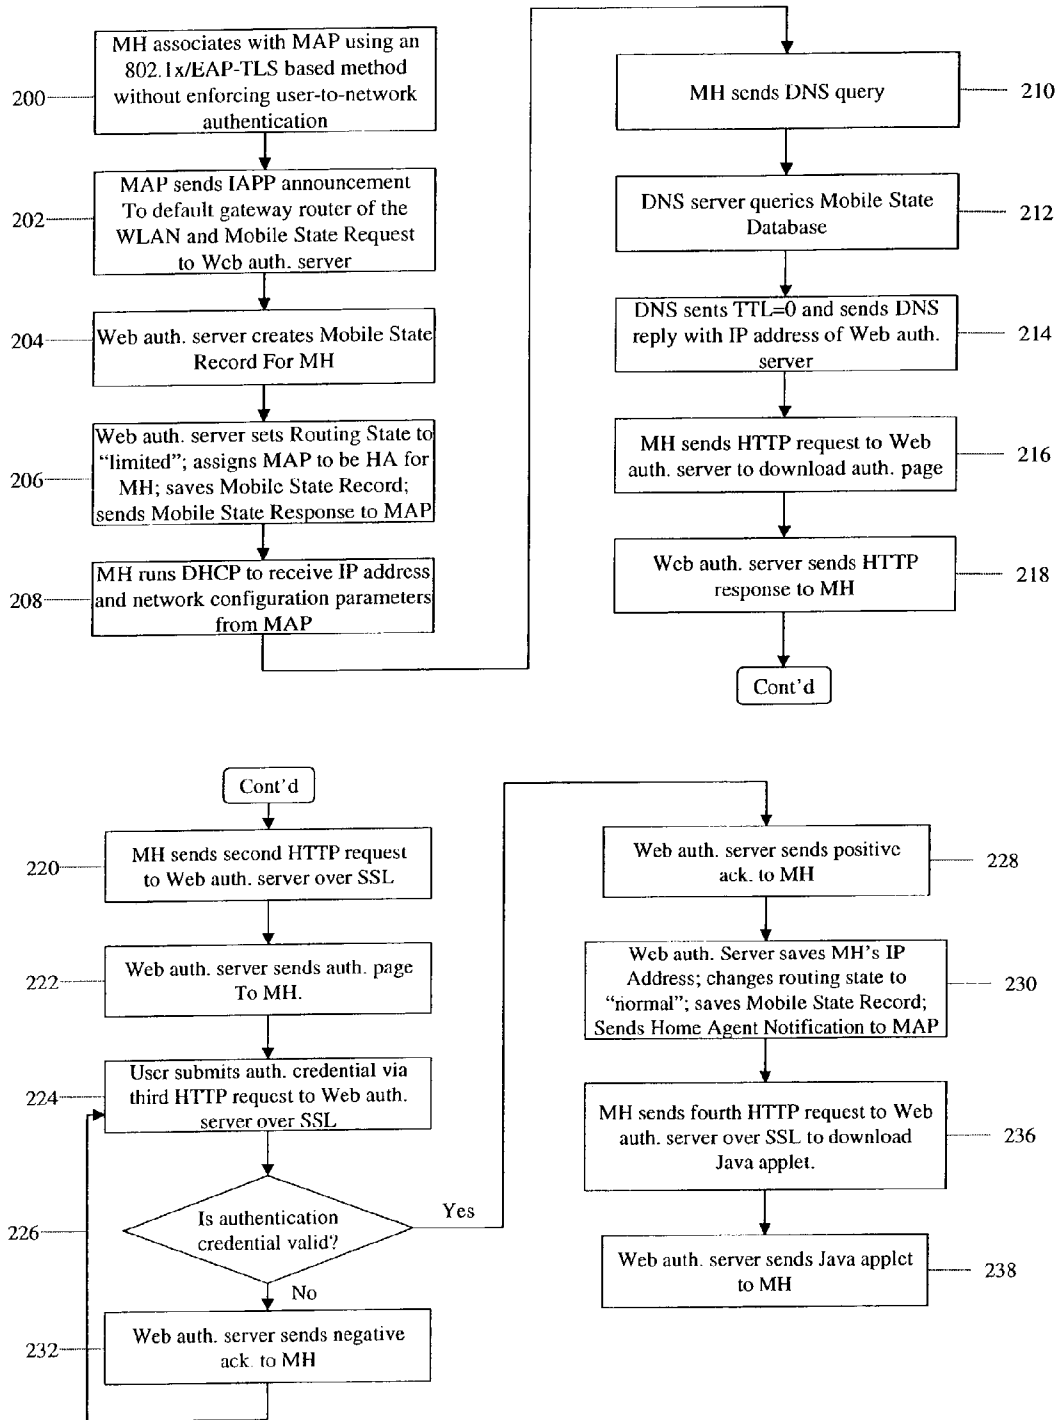 MH associates with MAP using an
802.1x/EAP-TLS based method
without enforcing user-to-network
authentication
200
MAP sends IAPP announcement
To default gateway router of the
WLAN and Mobile State Request
to Web auth. server
202
Web auth. server creates Mobile State
Record For MH
204
Web auth. server sets Routing State to
“limited”; assigns MAP to be HA for
MH; saves Mobile State Record;
sends Mobile State Response to MAP
206
MH runs DHCP to receive IP address
and network configuration parameters
from MAP
208
MH sends DNS query
210
DNS server queries Mobile State
Database
212
DNS sents TTL=0 and sends DNS
reply with IP address of Web auth.
server
214
MH sends HTTP request to Web
auth. server to download auth. page
216
Web auth. server sends HTTP
response to MH
218
Cont’d
Cont’d
MH sends second HTTP request
to Web auth. server over SSL
220
Web auth. server sends auth. page
To MH.
222
User submits auth. credential via
third HTTP request to Web auth.
server over SSL
224
Is authentication
credential valid?
226
Yes
No
Web auth. server sends negative
ack. to MH
232
Web auth. server sends positive
ack. to MH
228
Web auth. Server saves MH’s IP
Address; changes routing state to
“normal”; saves Mobile State Record;
Sends Home Agent Notification to MAP
230
MH sends fourth HTTP request to Web
auth. server over SSL to download
Java applet.
236
Web auth. server sends Java applet
to MH
238